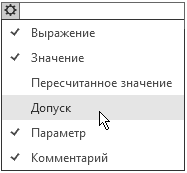 Выражение
Значение
Пересчитанное значение
Допуск
Параметр
Комментарий